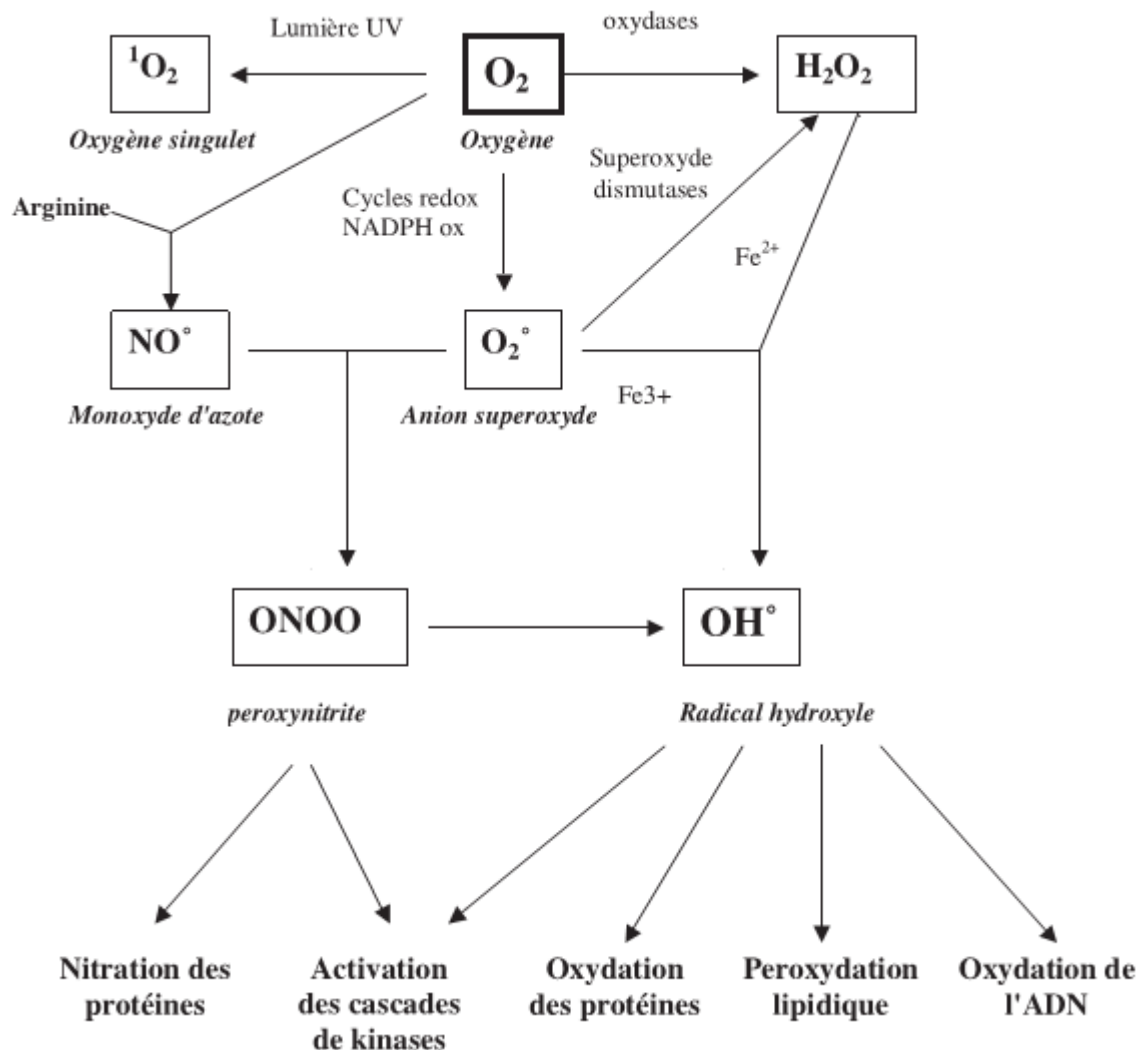 Lumière UV
oxydases
¹O₂
O₂
H₂O₂
Oxygène singulet
Oxygène
Superoxyde
dismutases
Arginine
Cycles redox
NADPH ox
Fe²⁺
NO°
O₂°
Monoxyde d'azote
Anion superoxyde
Fe3+
ONOO
OH°
peroxynitrite
Radical hydroxyle
Nitration des
protéines
Activation
des cascades
de kinases
Oxydation
des protéines
Peroxydation
lipidique
Oxydation de
l'ADN